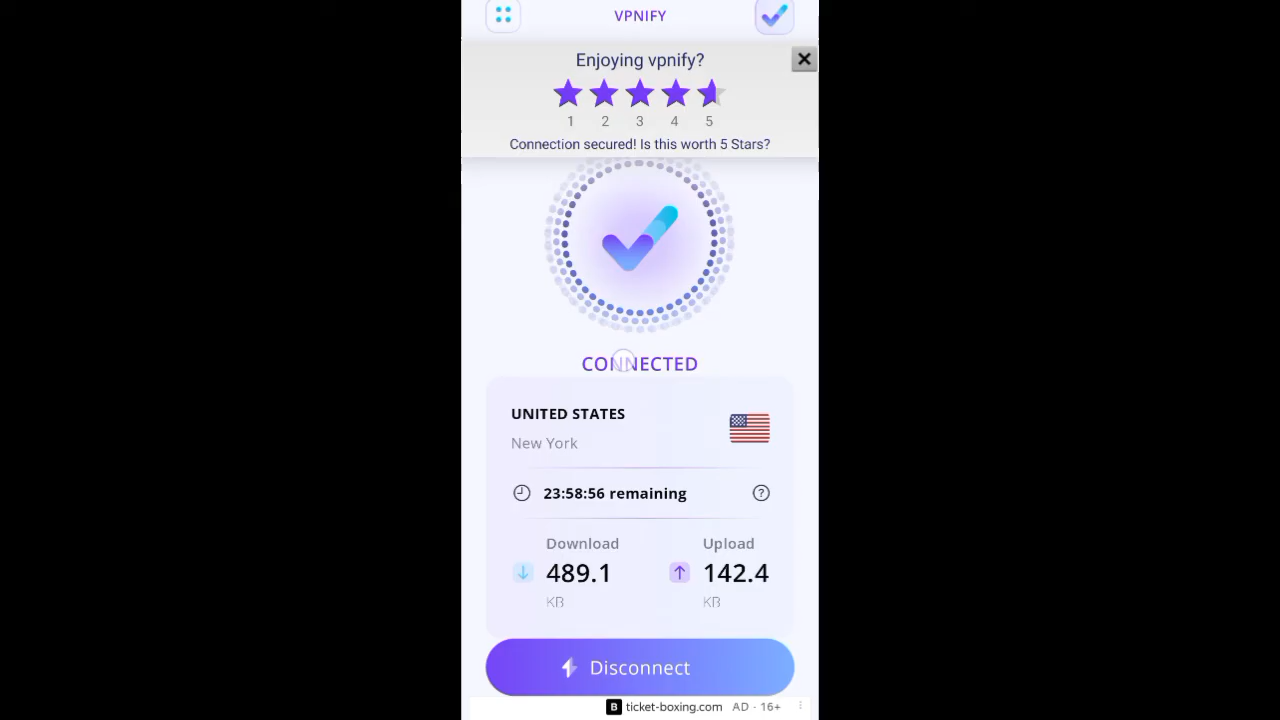 VPNIFY
Enjoying vpnify?
1 2 3 4 5
Connection secured! Is this worth 5 Stars?
CONNECTED
UNITED STATES
New York
23:58:56 remaining
Download Upload
489.1 142.4
KB KB
Disconnect
B ticket-boxing.com AD · 16+